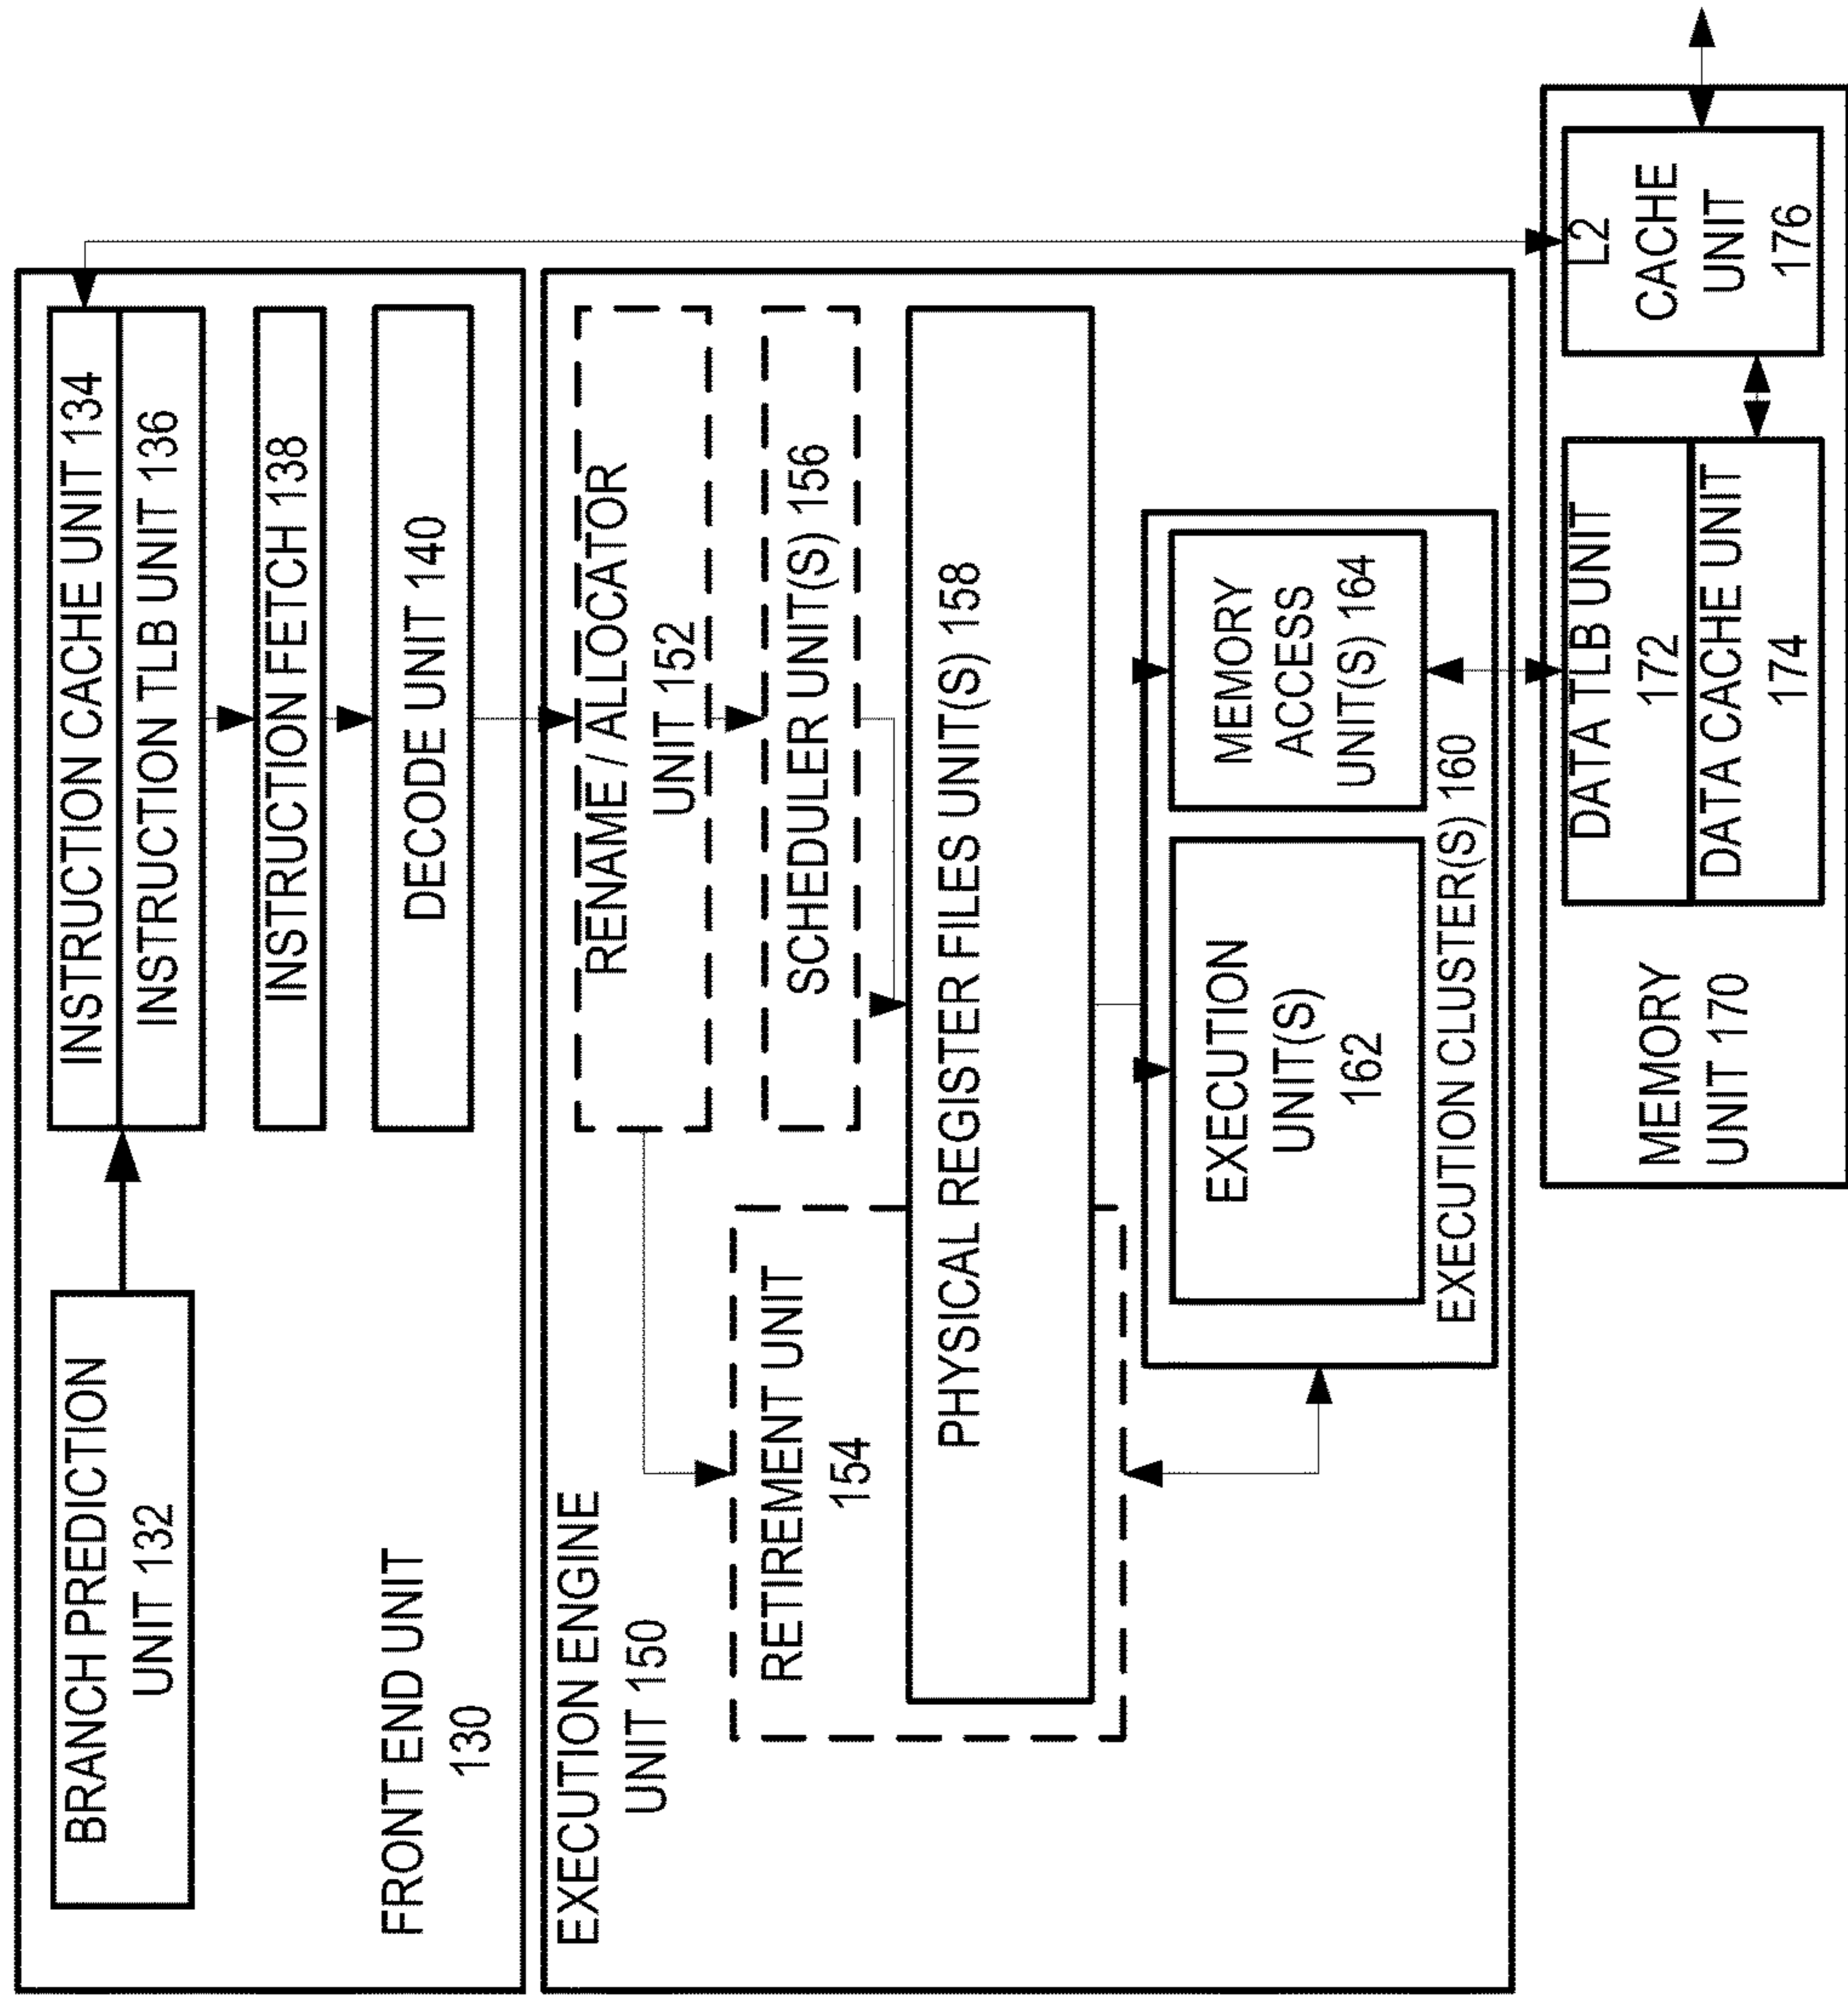 BRANCH PREDICTION
UNIT 132
INSTRUCTION CACHE UNIT 134
INSTRUCTION TLB UNIT 136
INSTRUCTION FETCH 138
DECODE UNIT 140
FRONT END UNIT
130
EXECUTION ENGINE
UNIT 150
RENAME / ALLOCATOR
UNIT 152
SCHEDULER UNIT(S) 156
RETIREMENT UNIT
154
PHYSICAL REGISTER FILES UNIT(S) 158
EXECUTION
UNIT(S)
162
MEMORY
ACCESS
UNIT(S) 164
EXECUTION CLUSTER(S) 160
MEMORY
UNIT 170
DATA TLB UNIT
172
DATA CACHE UNIT
174
L2
CACHE
UNIT
176